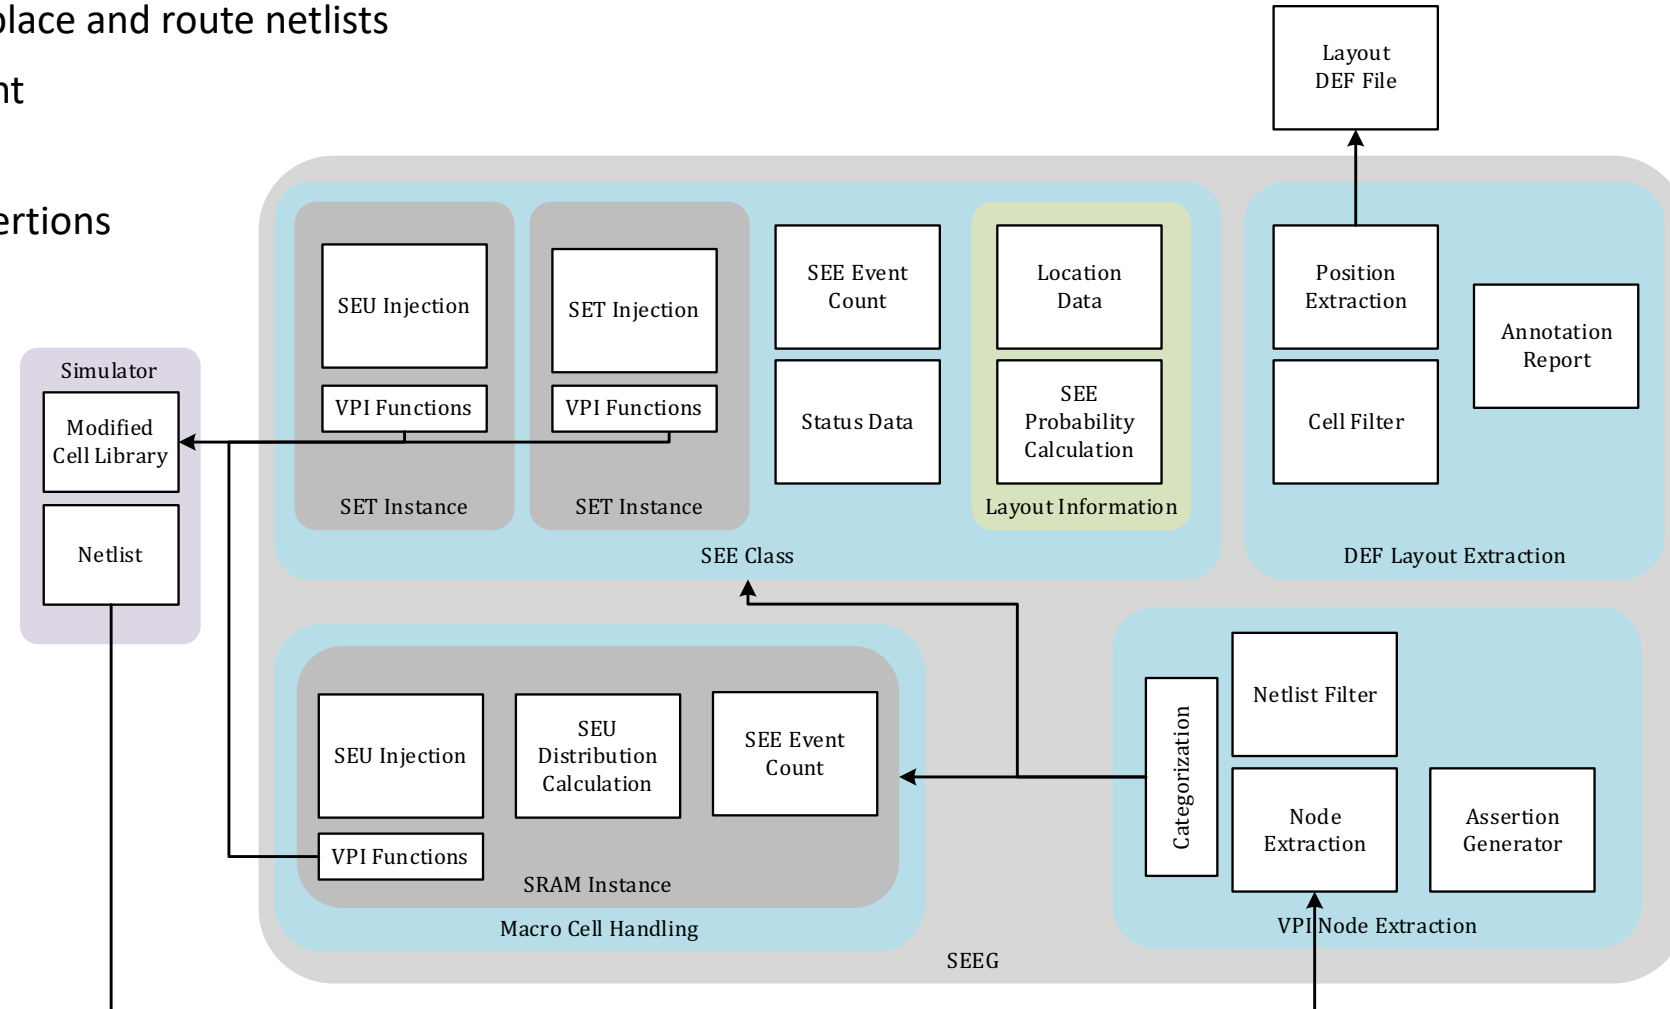 place and route netlists
nt
ertions
Layout
DEF File
SEU Injection
VPI Functions
SET Instance
SET Injection
VPI Functions
SET Instance
SEE Event
Count
Status Data
Location
Data
SEE
Probability
Calculation
Layout Information
SEE Class
Position
Extraction
Cell Filter
Annotation
Report
DEF Layout Extraction
Simulator
Modified
Cell Library
Netlist
SEU Injection
VPI Functions
SEU
Distribution
Calculation
SEE Event
Count
SRAM Instance
Macro Cell Handling
Categorization
Netlist Filter
Node
Extraction
Assertion
Generator
VPI Node Extraction
SEEG